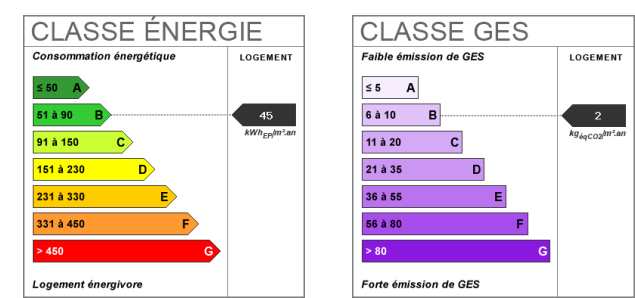 CLASSE ÉNERGIE
Consommation énergétique
LOGEMENT
≤ 50 A
51 à 90 B
45
kWhEP/m².an
91 à 150 C
151 à 230 D
231 à 330 E
331 à 450 F
> 450 G
Logement énergivore
CLASSE GES
Faible émission de GES
LOGEMENT
≤ 5 A
6 à 10 B
2
kgéqCO2/m².an
11 à 20 C
21 à 35 D
36 à 55 E
56 à 80 F
> 80 G
Forte émission de GES